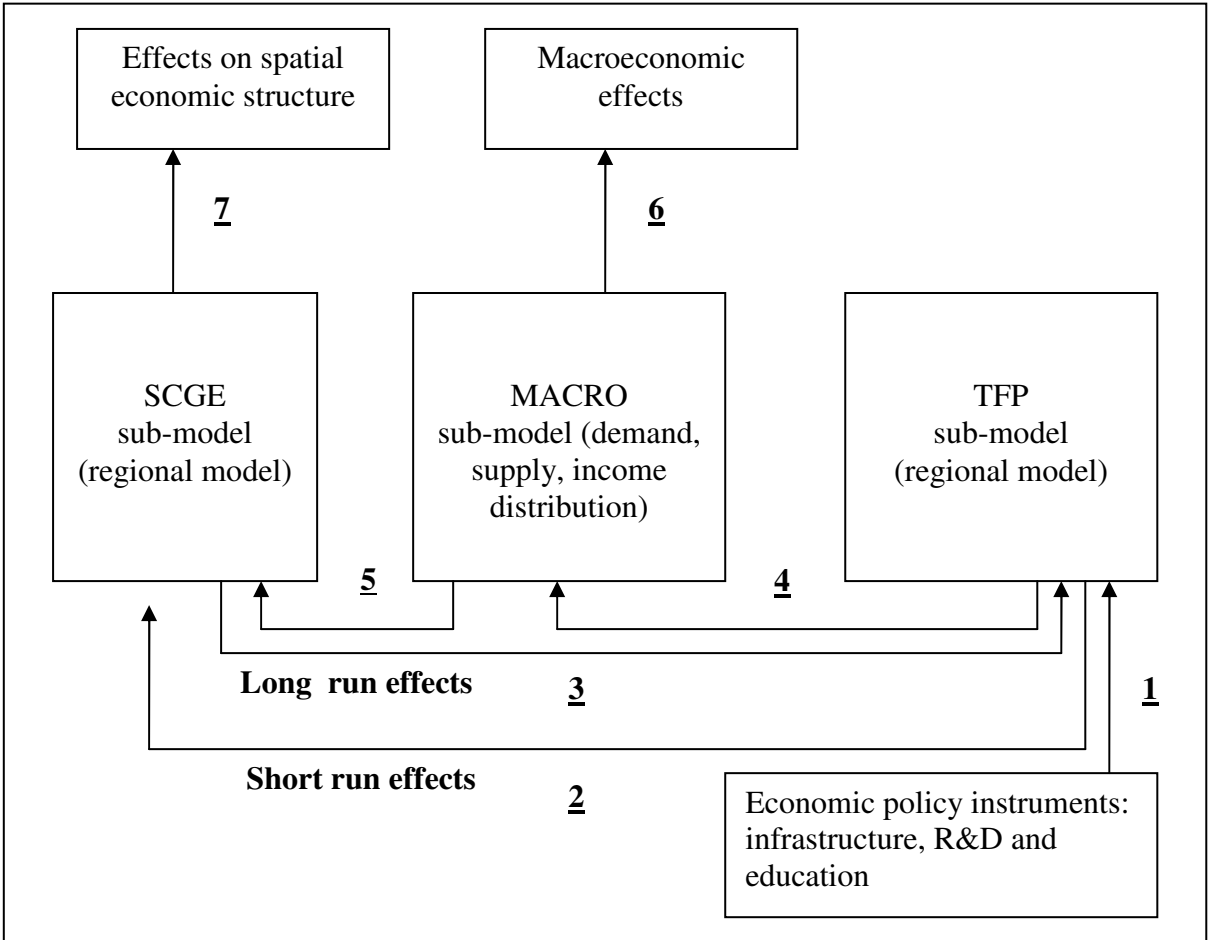 Effects on spatial
economic structure
Macroeconomic
effects
7
6
SCGE
sub-model
(regional model)
MACRO
sub-model (demand,
supply, income
distribution)
TFP
sub-model
(regional model)
5
4
Long run effects
3
1
Short run effects
2
Economic policy instruments:
infrastructure, R&D and
education